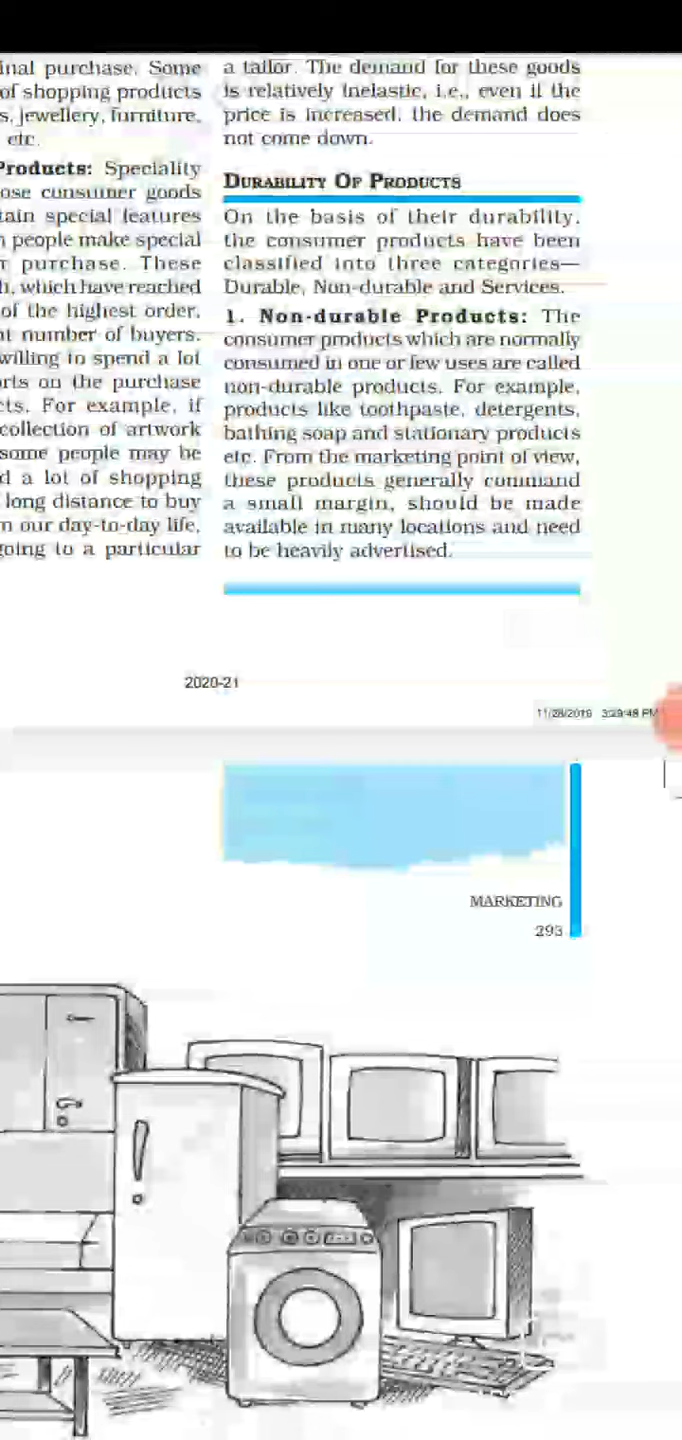 inal purchase. Some
of shopping products
s, jewellery, furniture,
etc.
Products: Speciality
ose consumer goods
tain special features
h people make special
r purchase. These
h, which have reached
of the highest order,
nt number of buyers.
willing to spend a lot
orts on the purchase
cts. For example, if
collection of artwork
some people may be
d a lot of shopping
long distance to buy
n our day-to-day life,
going to a particular
a tailor. The demand for these goods
is relatively inelastic, i.e., even if the
price is increased, the demand does
not come down.
DURABILITY OF PRODUCTS
On the basis of their durability,
the consumer products have been
classified into three categories—
Durable, Non-durable and Services.
1. Non-durable Products: The
consumer products which are normally
consumed in one or few uses are called
non-durable products. For example,
products like toothpaste, detergents,
bathing soap and stationary products
etc. From the marketing point of view,
these products generally command
a small margin, should be made
available in many locations and need
to be heavily advertised.
2020-21
11/28/2019 3:29:48 PM
MARKETING
293